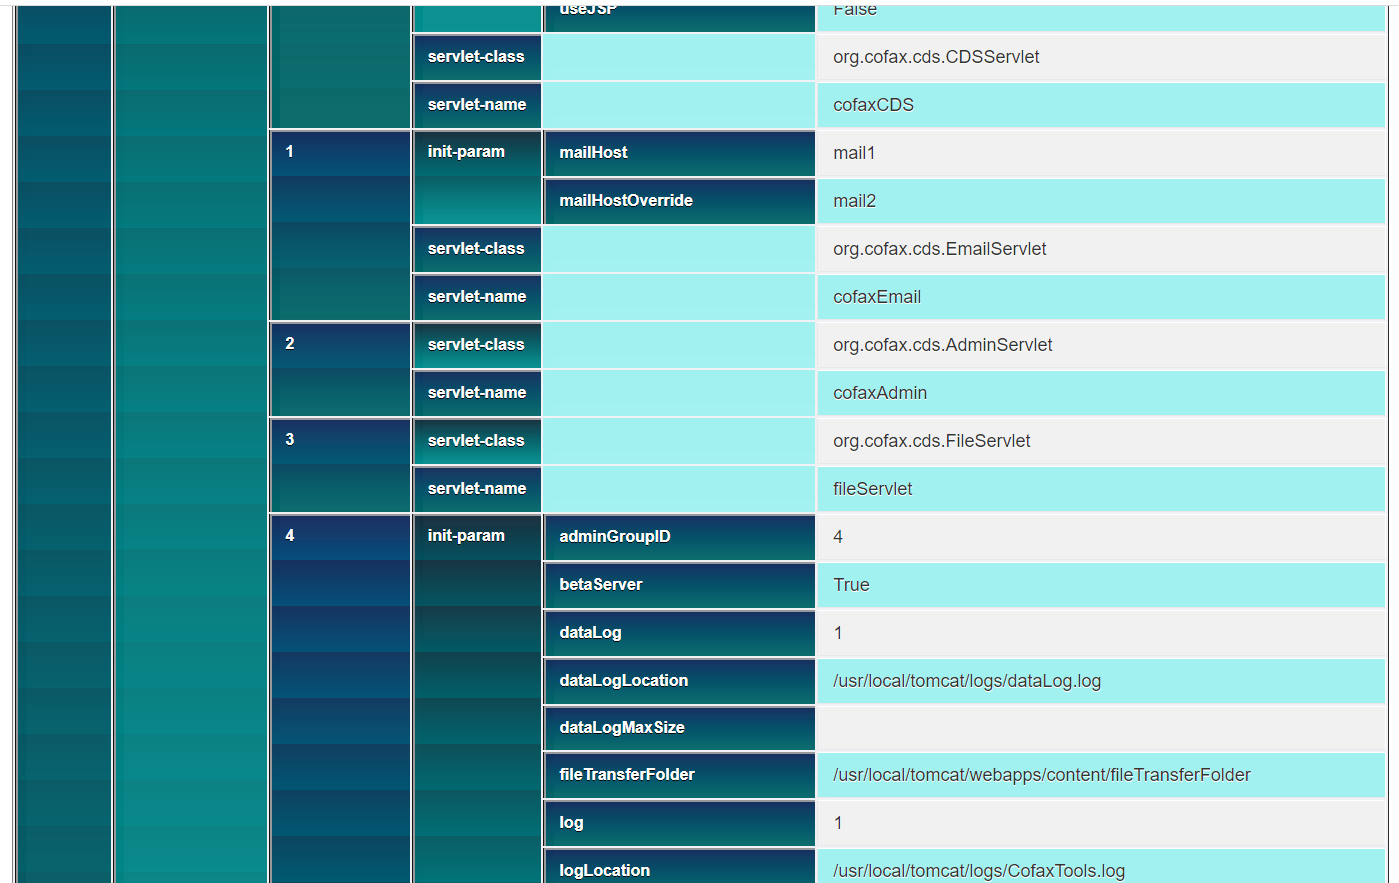 useJSP False
servlet-class org.cofax.cds.CDSServlet
servlet-name cofaxCDS
1 init-param mailHost mail1
mailHostOverride mail2
servlet-class org.cofax.cds.EmailServlet
servlet-name cofaxEmail
2 servlet-class org.cofax.cds.AdminServlet
servlet-name cofaxAdmin
3 servlet-class org.cofax.cds.FileServlet
servlet-name fileServlet
4 init-param adminGroupID 4
betaServer True
dataLog 1
dataLogLocation /usr/local/tomcat/logs/dataLog.log
dataLogMaxSize
fileTransferFolder /usr/local/tomcat/webapps/content/fileTransferFolder
log 1
logLocation /usr/local/tomcat/logs/CofaxTools.log